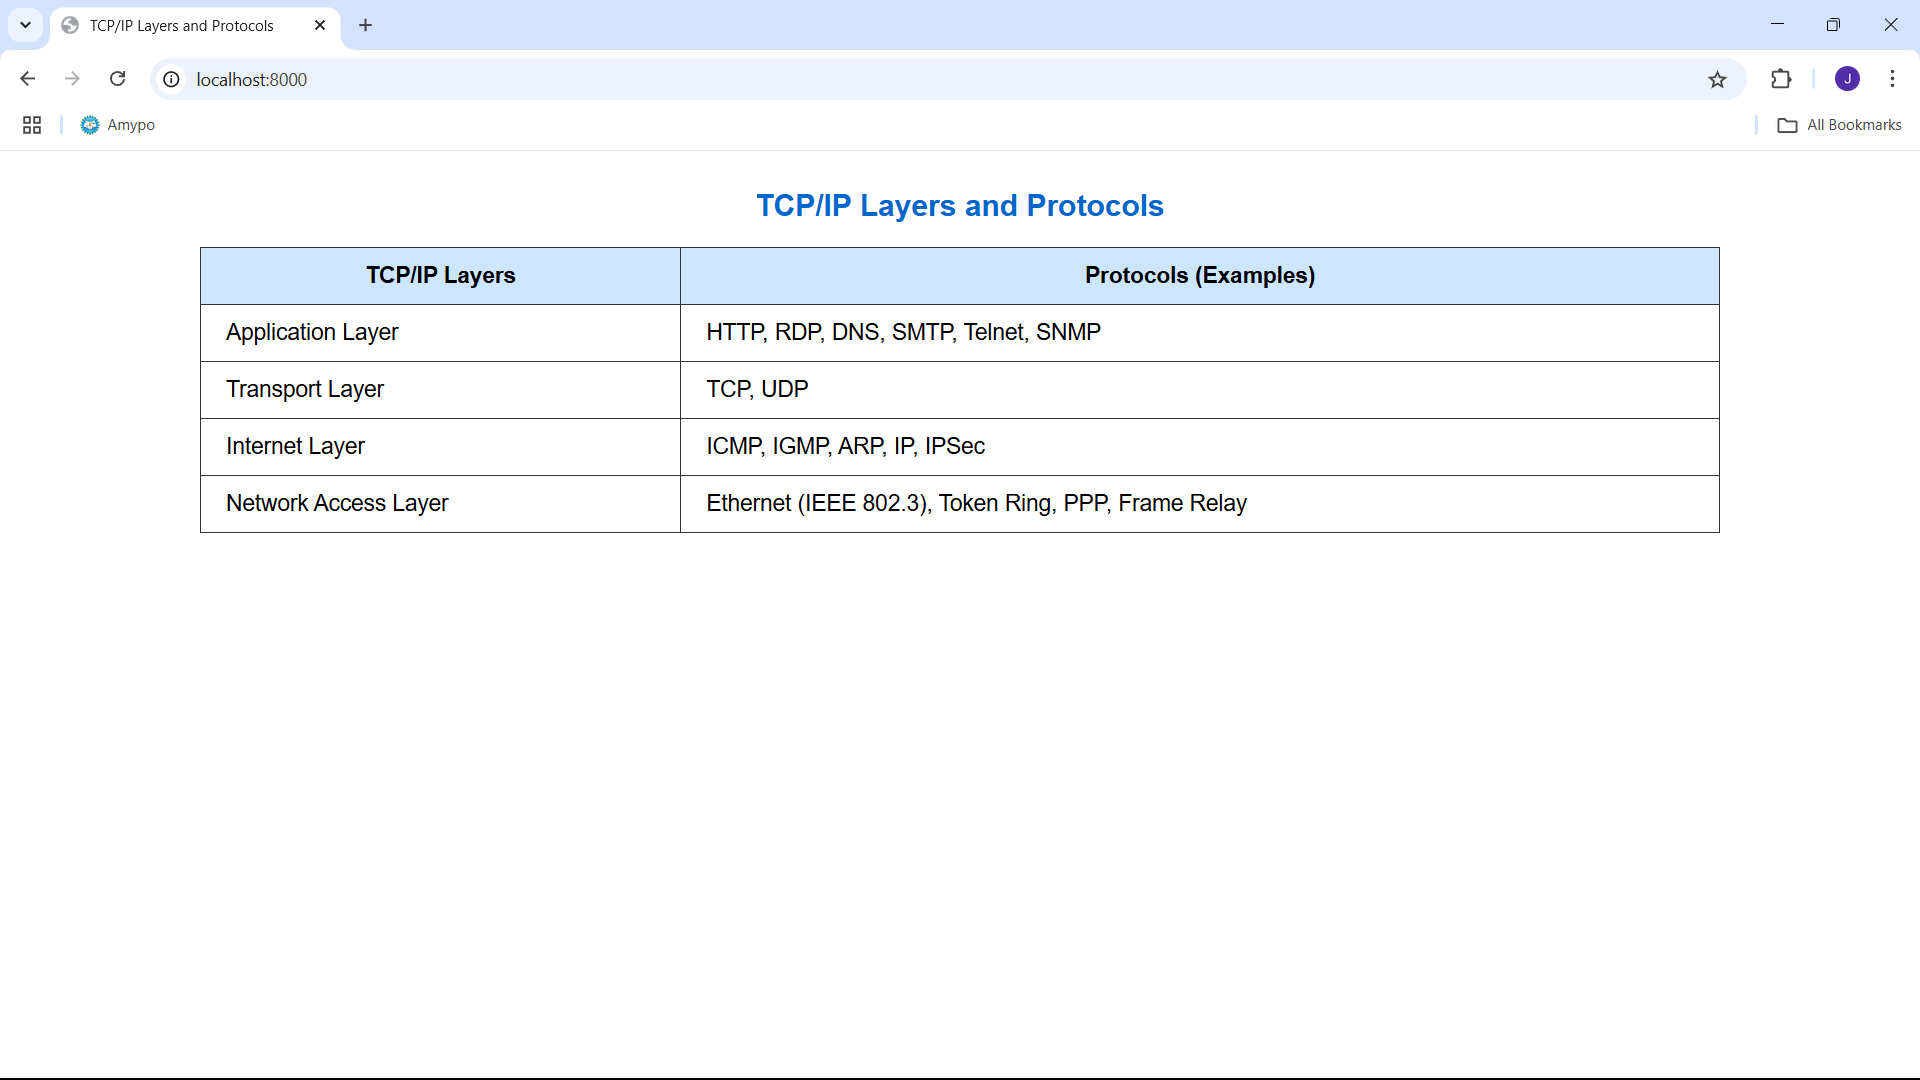 TCP/IP Layers and Protocols
localhost:8000
J
Amypo
All Bookmarks
TCP/IP Layers and Protocols
TCP/IP Layers Protocols (Examples)
Application Layer HTTP, RDP, DNS, SMTP, Telnet, SNMP
Transport Layer TCP, UDP
Internet Layer ICMP, IGMP, ARP, IP, IPSec
Network Access Layer Ethernet (IEEE 802.3), Token Ring, PPP, Frame Relay